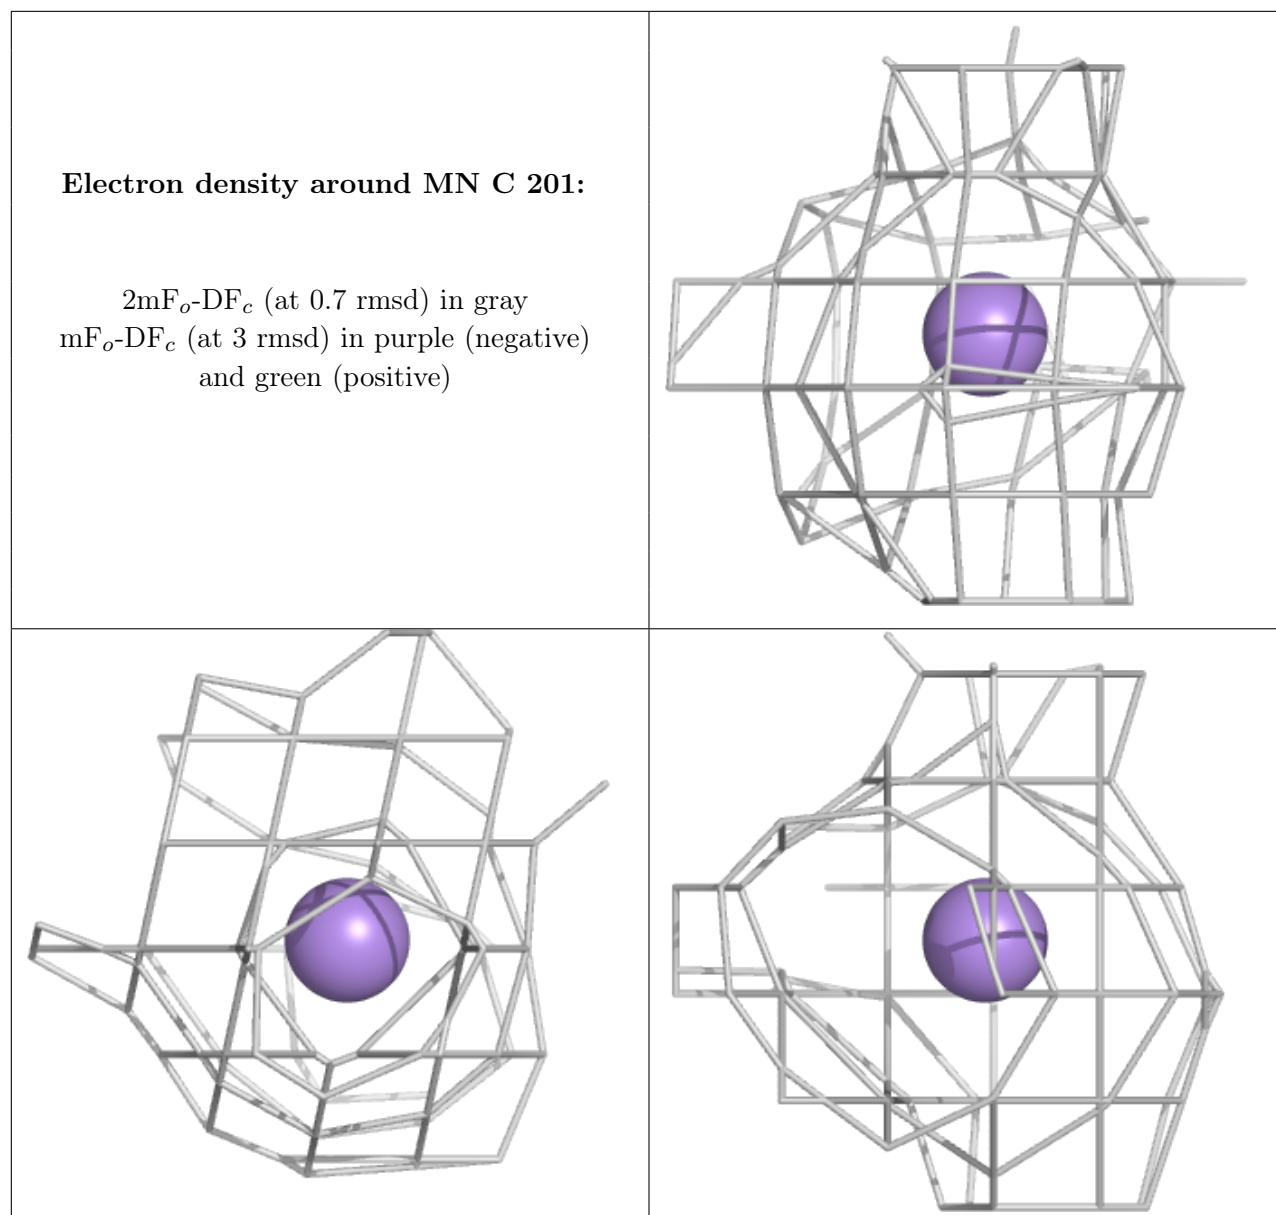 Electron density around MN C 201:
2mFo-DFc (at 0.7 rmsd) in gray
mFo-DFc (at 3 rmsd) in purple (negative)
and green (positive)